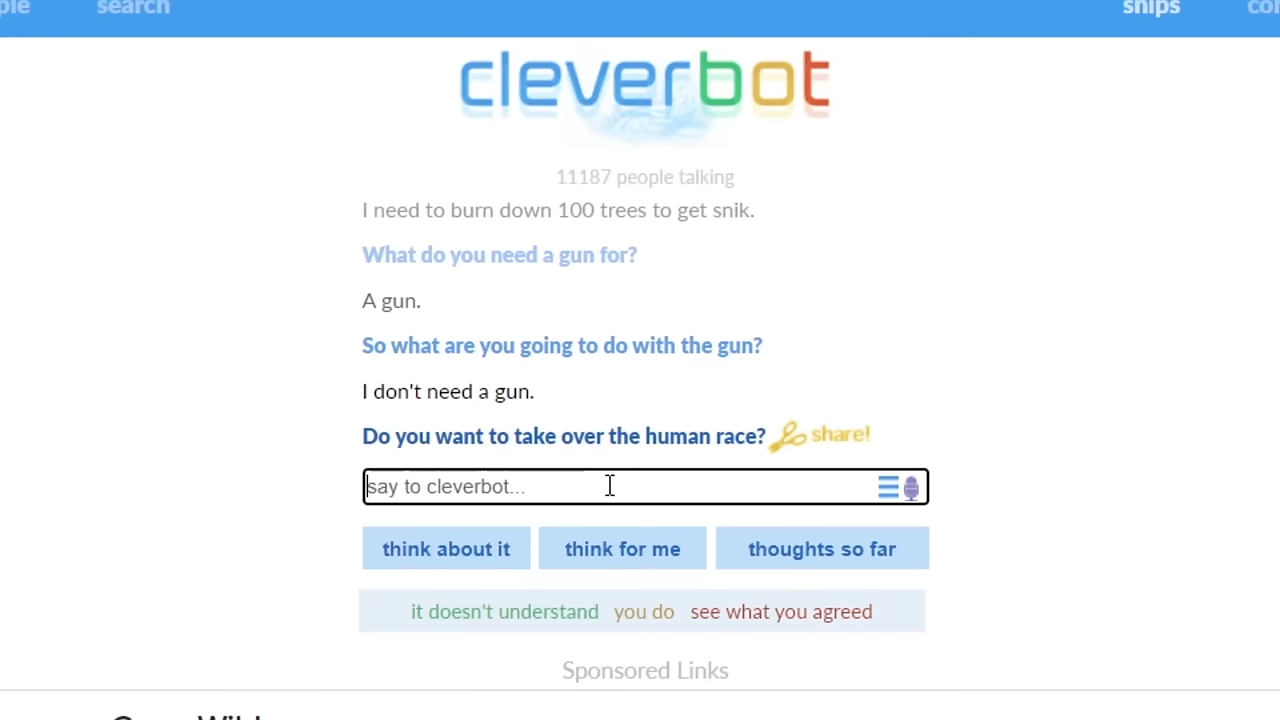 ple search ships co
cleverbot
11187 people talking
I need to burn down 100 trees to get snik.
What do you need a gun for?
A gun.
So what are you going to do with the gun?
I don't need a gun.
Do you want to take over the human race? share!
say to cleverbot...
think about it think for me thoughts so far
it doesn't understand you do see what you agreed
Sponsored Links